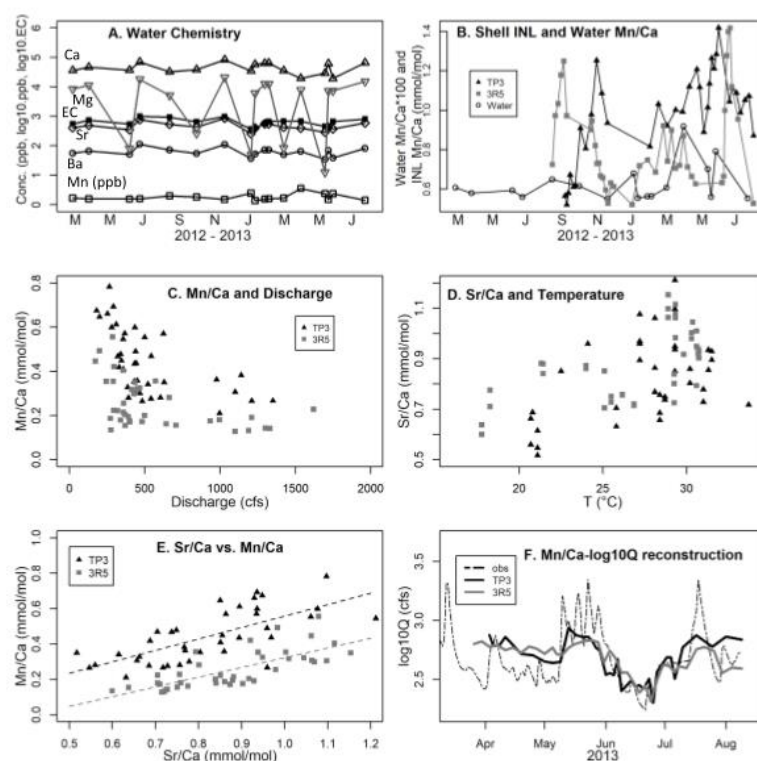 A. Water Chemistry
Conc. (ppb, log10.ppb, log10.EC)
6
5
4
3
2
1
0
Ca
Mg
EC
Sr
Ba
Mn (ppb)
M M J S N J M M J
2012 - 2013
B. Shell INL and Water Mn/Ca
Water Mn/Ca*100 and
INL Mn/Ca (mmol/mol)
1.4
1.2
1.0
0.8
0.6
TP3
3R5
Water
M M J S N J M M J
2012 - 2013
C. Mn/Ca and Discharge
Mn/Ca (mmol/mol)
0.8
0.6
0.4
0.2
0.0
TP3
3R5
0 500 1000 1500 2000
Discharge (cfs)
D. Sr/Ca and Temperature
Sr/Ca (mmol/mol)
1.1
0.9
0.7
0.5
TP3
3R5
20 25 30
T (°C)
E. Sr/Ca vs. Mn/Ca
Mn/Ca (mmol/mol)
1.0
0.8
0.6
0.4
0.2
0.0
TP3
3R5
0.5 0.6 0.7 0.8 0.9 1.0 1.1 1.2
Sr/Ca (mmol/mol)
F. Mn/Ca-log10Q reconstruction
log10Q (cfs)
3.5
3.0
2.5
obs
TP3
3R5
Apr May Jun Jul Aug
2013